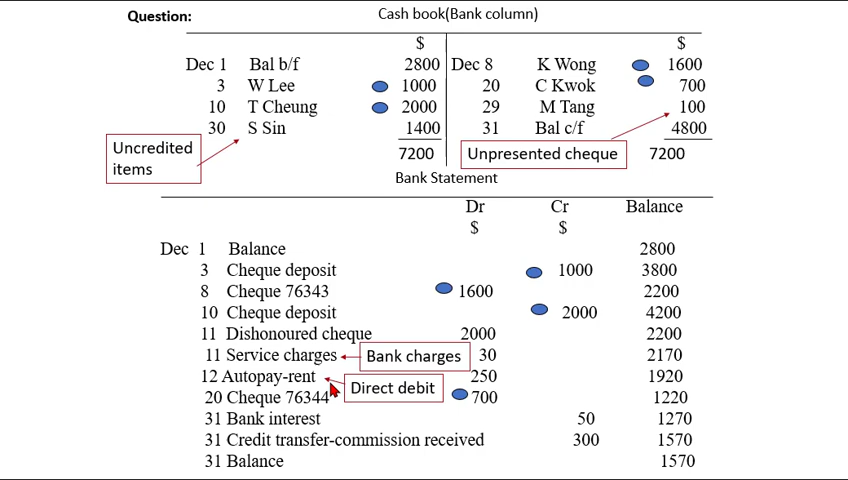 Question: Cash book(Bank column)
$ $
Dec 1 Bal b/f 2800 Dec 8 K Wong 1600
3 W Lee 1000 20 C Kwok 700
10 T Cheung 2000 29 M Tang 100
30 S Sin 1400 31 Bal c/f 4800
Uncredited items
7200 Unpresented cheque 7200
Bank Statement
Dr Cr Balance
$ $
Dec 1 Balance 2800
3 Cheque deposit 1000 3800
8 Cheque 76343 1600 2200
10 Cheque deposit 2000 4200
11 Dishonoured cheque 2000 2200
11 Service charges Bank charges 30 2170
12 Autopay-rent Direct debit 250 1920
20 Cheque 76344 700 1220
31 Bank interest 50 1270
31 Credit transfer-commission received 300 1570
31 Balance 1570